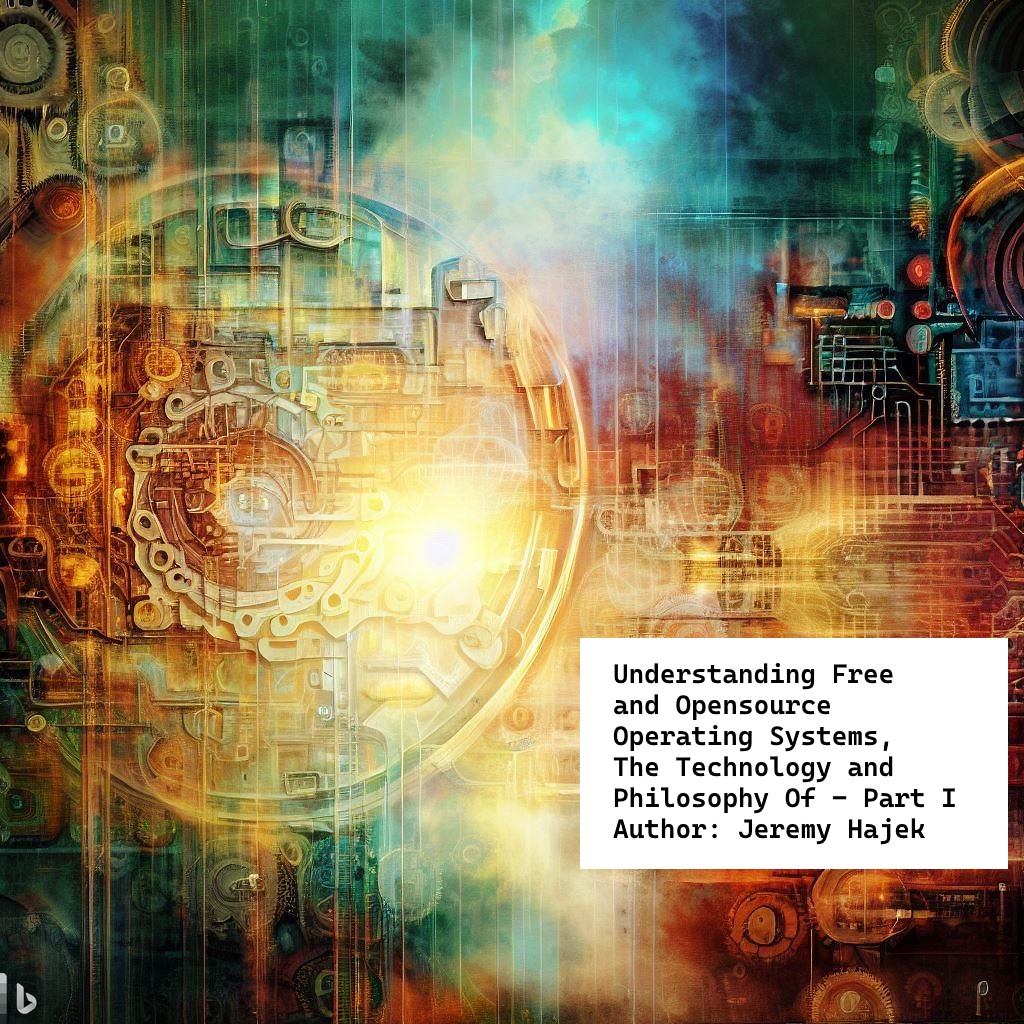 Understanding Free
and Opensource
Operating Systems,
The Technology and
Philosophy Of – Part I
Author: Jeremy Hajek